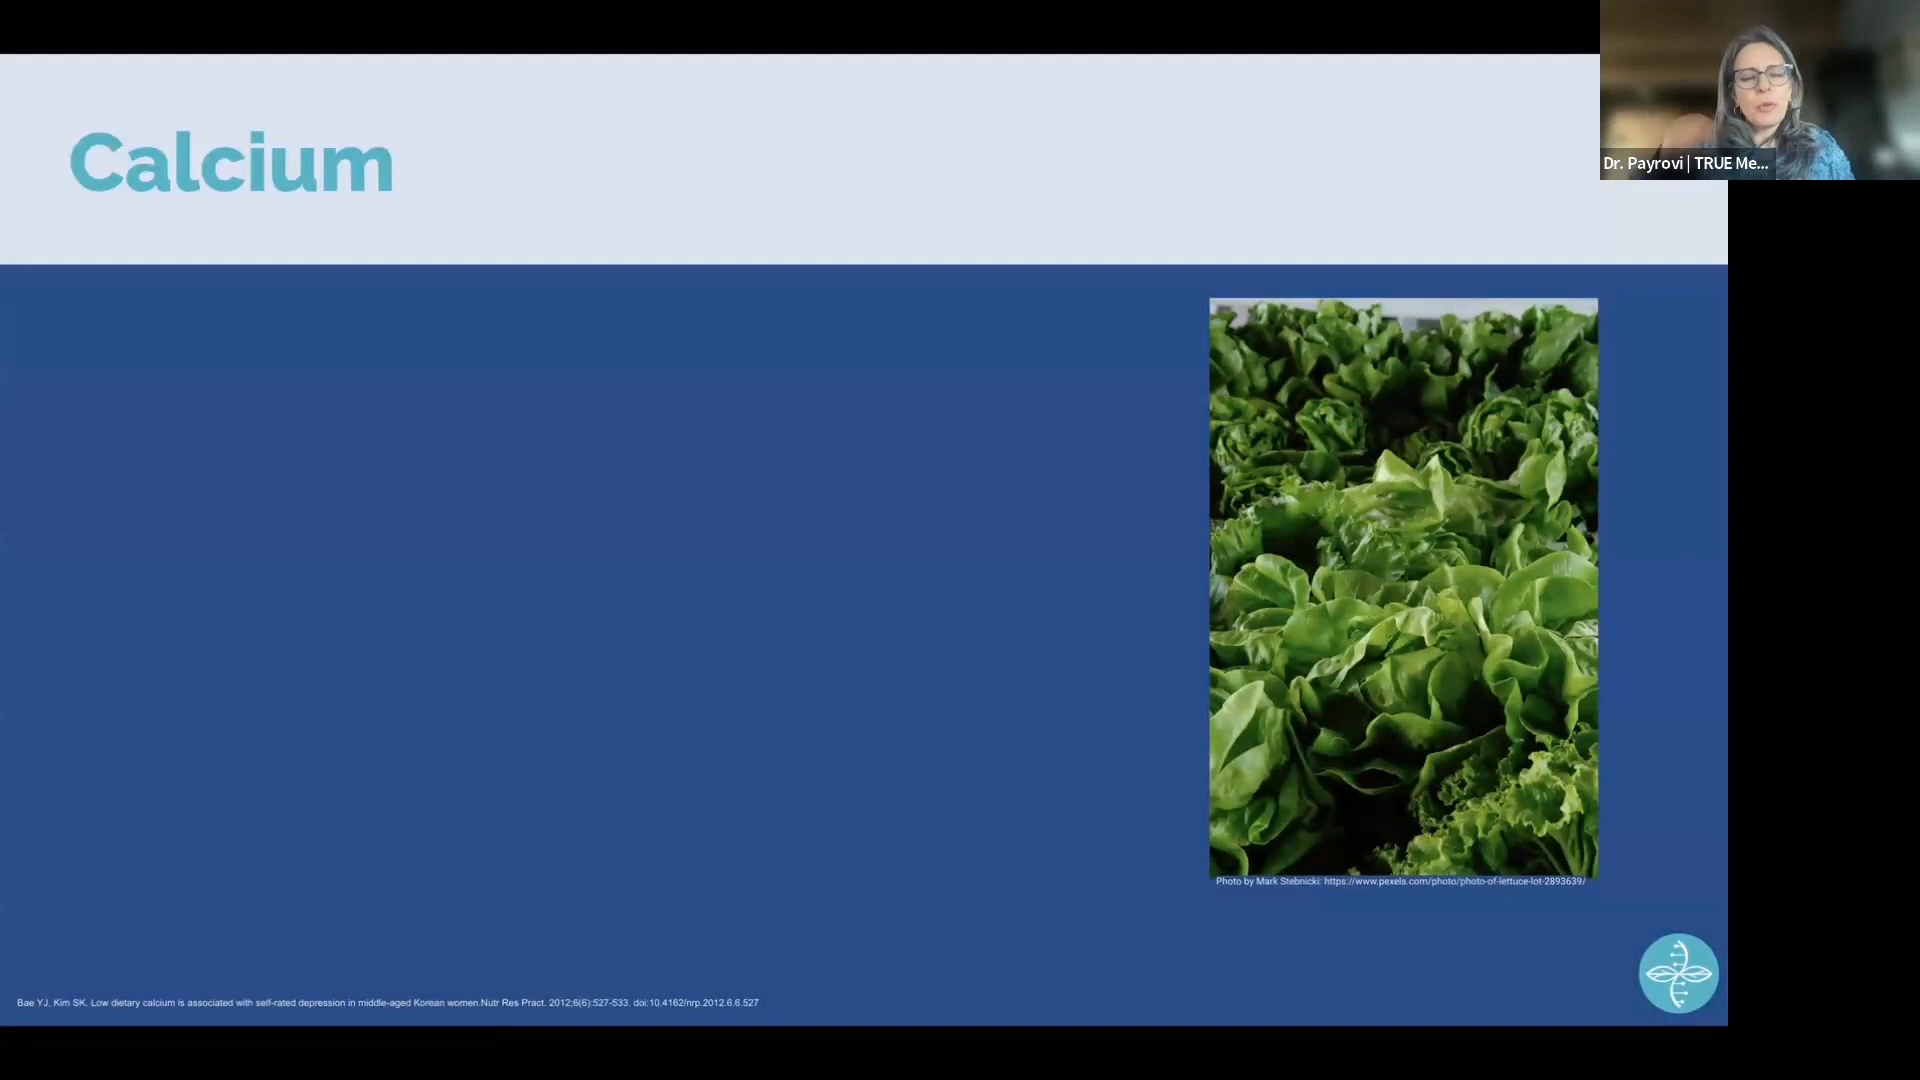 Calcium
Dr. Payrovi | TRUE Me...
Photo by Mark Stebnicki: https://www.pexels.com/photo/photo-of-lettuce-lot-2893639/
Bae YJ, Kim SK. Low dietary calcium is associated with self-rated depression in middle-aged Korean women.Nutr Res Pract. 2012;6(6):527-533. doi:10.4162/nrp.2012.6.6.527